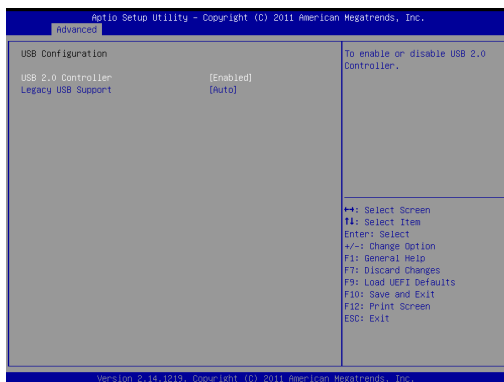 Aptio Setup Utility – Copyright (C) 2011 American Megatrends, Inc.
Advanced
USB Configuration
USB 2.0 Controller [Enabled]
Legacy USB Support [Auto]
To enable or disable USB 2.0
Controller.
↔: Select Screen
↑↓: Select Item
Enter: Select
+/-: Change Option
F1: General Help
F7: Discard Changes
F9: Load UEFI Defaults
F10: Save and Exit
F12: Print Screen
ESC: Exit
Version 2.14.1219. Copyright (C) 2011 American Megatrends, Inc.